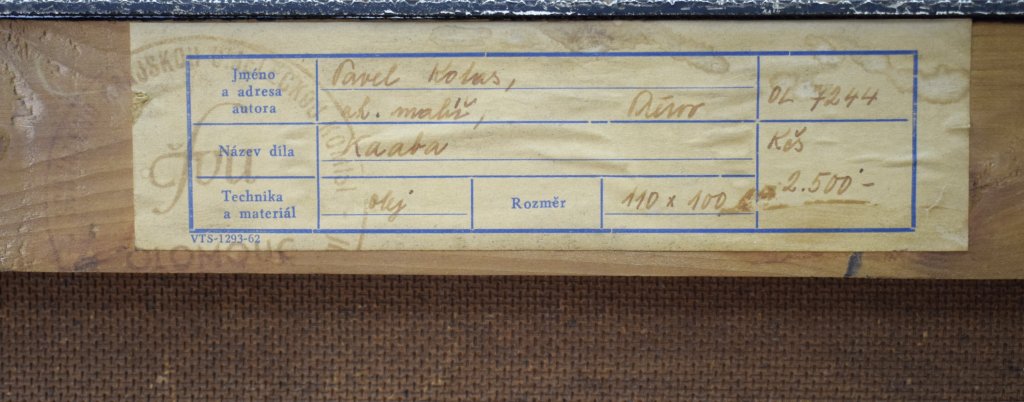 Jméno
a adresa
autora
Pavel Kolus,
ak. malíř,
OL 7244
Název díla
Kaaba
Kčs
2.500-
Technika
a materiál
olej
Rozměr
110 x 100
VTS-1293-62
OLOMOUC